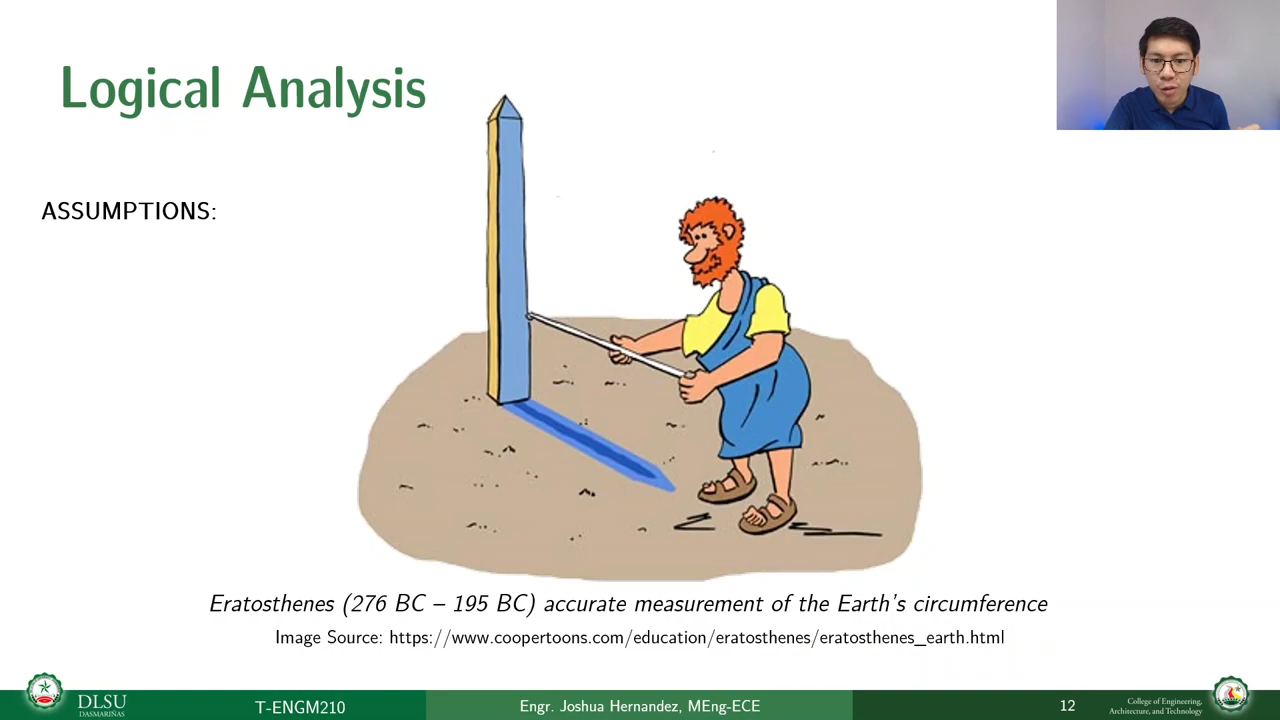 Logical Analysis
ASSUMPTIONS:
Eratosthenes (276 BC – 195 BC) accurate measurement of the Earth's circumference
Image Source: https://www.coopertoons.com/education/eratosthenes/eratosthenes_earth.html
DLSU
DASMARIÑAS
T-ENGM210
Engr. Joshua Hernandez, MEng-ECE
12
College of Engineering,
Architecture, and Technology